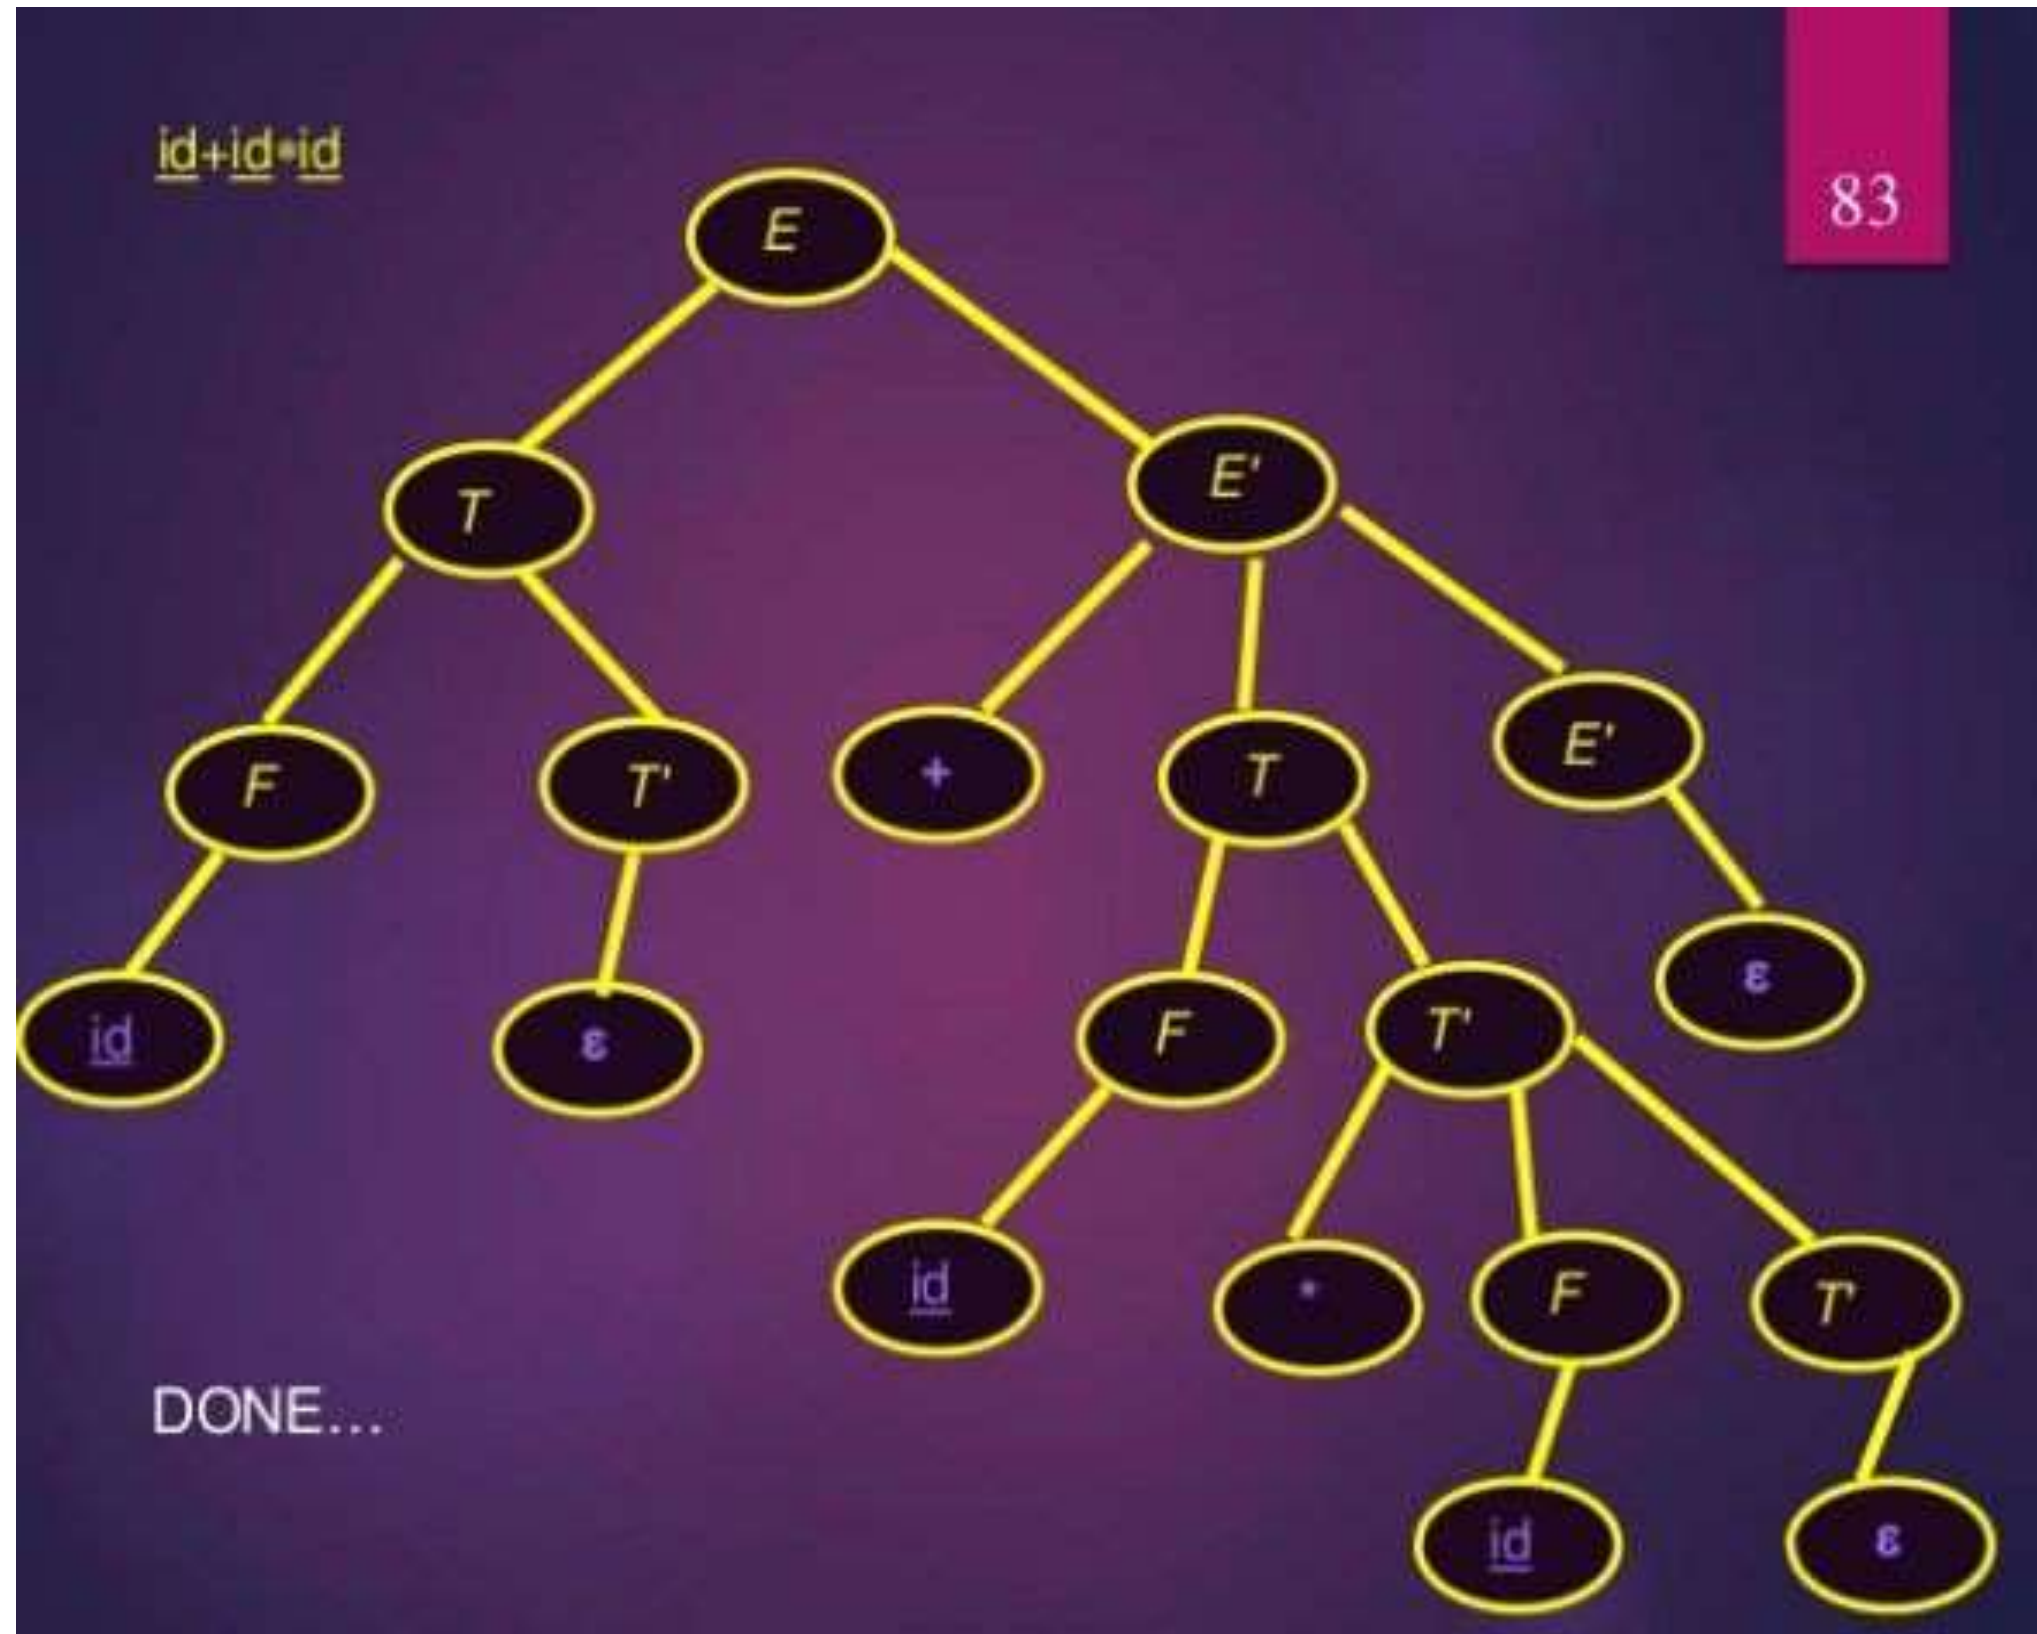 id+id*id
83
E
T E'
F T' + T E'
id ε F T' ε
id * F T'
id ε
DONE...